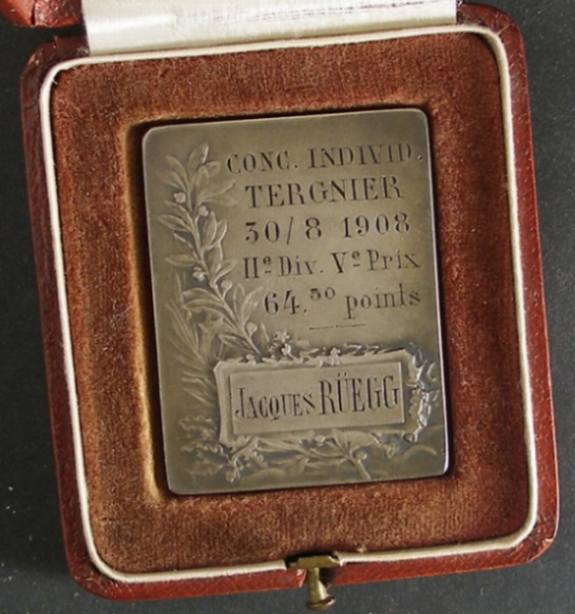 CONC. INDIVID.
TERGNIER
30/8 1908
IIᵉ Div. Vᵉ Prix
64.⁵⁰ points
JACQUES RÜEGG